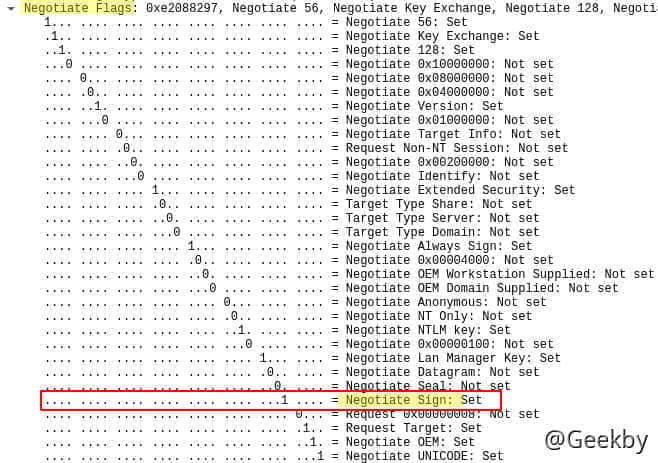 Negotiate Flags: 0xe2088297, Negotiate 56, Negotiate Key Exchange, Negotiate 128, Negotia
1... .... .... .... .... .... .... .... = Negotiate 56: Set
.1.. .... .... .... .... .... .... .... = Negotiate Key Exchange: Set
..1. .... .... .... .... .... .... .... = Negotiate 128: Set
...0 .... .... .... .... .... .... .... = Negotiate 0x10000000: Not set
.... 0... .... .... .... .... .... .... = Negotiate 0x08000000: Not set
.... .0.. .... .... .... .... .... .... = Negotiate 0x04000000: Not set
.... ..1. .... .... .... .... .... .... = Negotiate Version: Set
.... ...0 .... .... .... .... .... .... = Negotiate 0x01000000: Not set
.... .... 0... .... .... .... .... .... = Negotiate Target Info: Not set
.... .... .0.. .... .... .... .... .... = Request Non-NT Session: Not set
.... .... ..0. .... .... .... .... .... = Negotiate 0x00200000: Not set
.... .... ...0 .... .... .... .... .... = Negotiate Identify: Not set
.... .... .... 1... .... .... .... .... = Negotiate Extended Security: Set
.... .... .... .0.. .... .... .... .... = Target Type Share: Not set
.... .... .... ..0. .... .... .... .... = Target Type Server: Not set
.... .... .... ...0 .... .... .... .... = Target Type Domain: Not set
.... .... .... .... 1... .... .... .... = Negotiate Always Sign: Set
.... .... .... .... .0.. .... .... .... = Negotiate 0x00004000: Not set
.... .... .... .... ..0. .... .... .... = Negotiate OEM Workstation Supplied: Not set
.... .... .... .... ...0 .... .... .... = Negotiate OEM Domain Supplied: Not set
.... .... .... .... .... 0... .... .... = Negotiate Anonymous: Not set
.... .... .... .... .... .0.. .... .... = Negotiate NT Only: Not set
.... .... .... .... .... ..1. .... .... = Negotiate NTLM key: Set
.... .... .... .... .... ...0 .... .... = Negotiate 0x00000100: Not set
.... .... .... .... .... .... 1... .... = Negotiate Lan Manager Key: Set
.... .... .... .... .... .... .0.. .... = Negotiate Datagram: Not set
.... .... .... .... .... .... ..0. .... = Negotiate Seal: Not set
.... .... .... .... .... .... ...1 .... = Negotiate Sign: Set
.... .... .... .... .... .... .... 0... = Request 0x00000008: Not set
.... .... .... .... .... .... .... .1.. = Request Target: Set
.... .... .... .... .... .... .... ..1. = Negotiate OEM: Set
.... .... .... .... .... .... .... ...1 = Negotiate UNICODE: Set
@Geekby